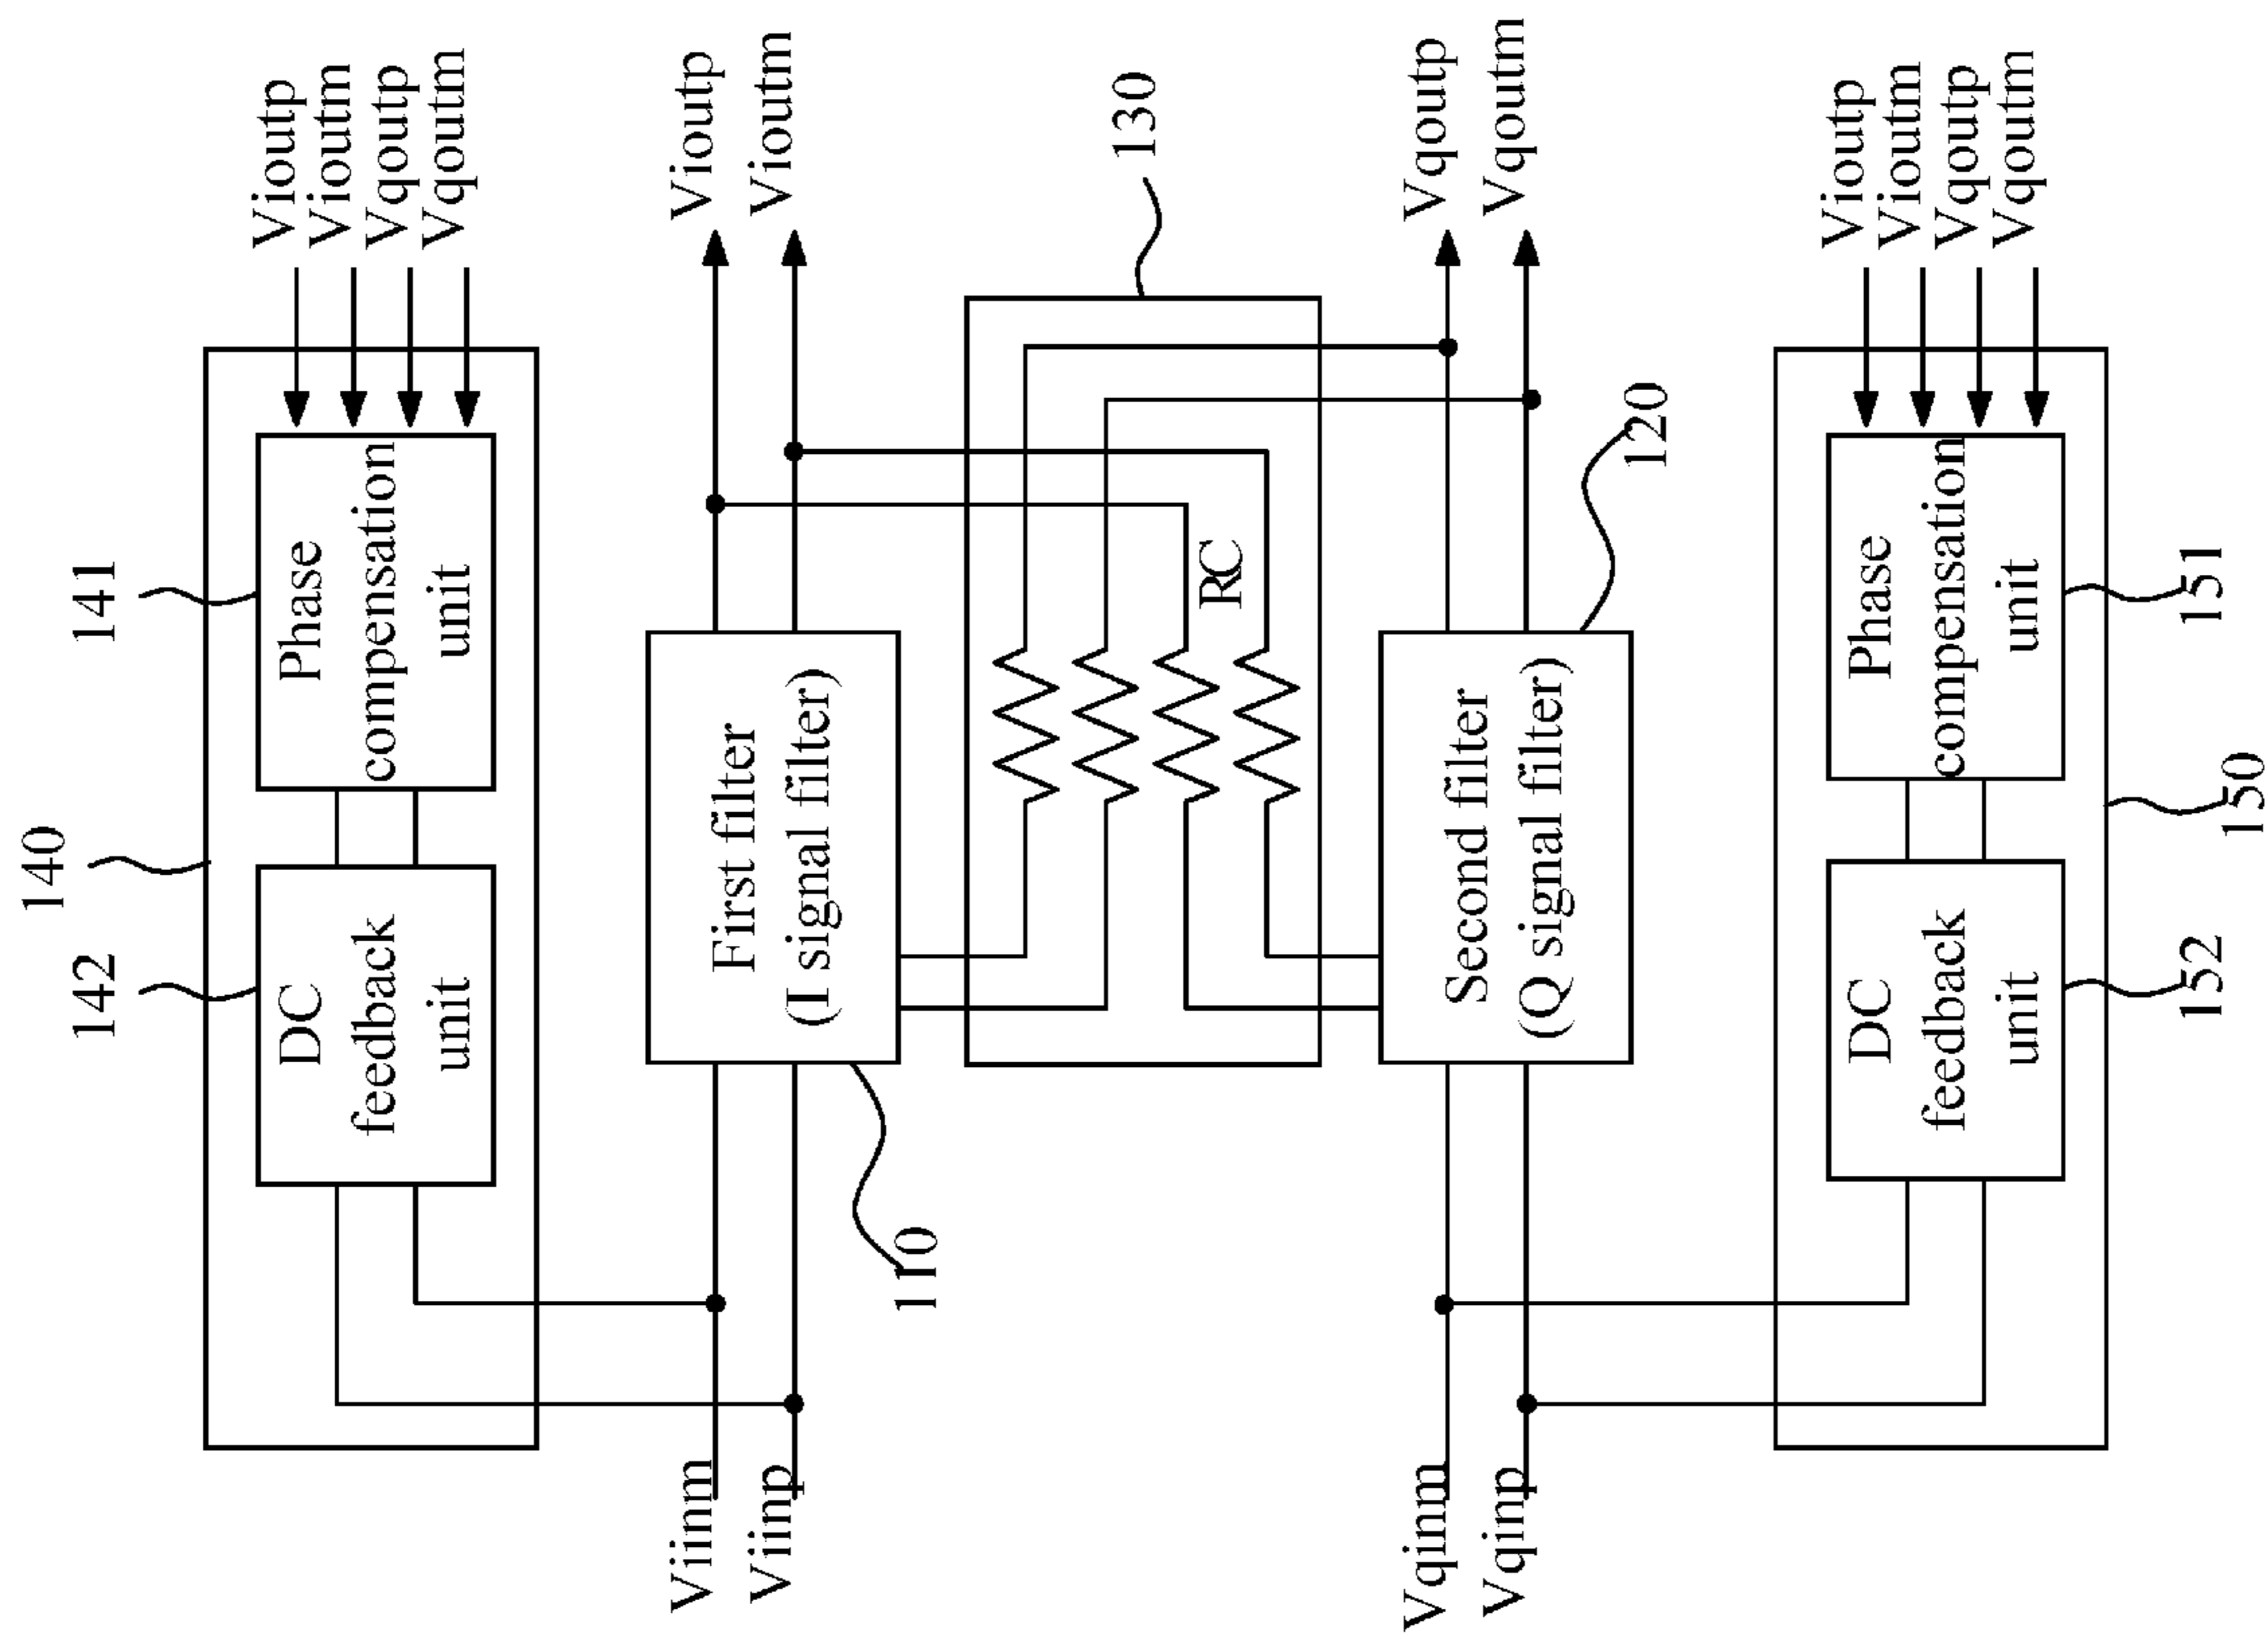 140
142
141
DC
feedback
unit
Phase
compensation
unit
Vioutp
Vioutm
Vqoutp
Vqoutm
Viinm
Viinp
First filter
(I signal filter)
110
Vioutp
Vioutm
RC
130
Vqinm
Vqinp
Second filter
(Q signal filter)
120
Vqoutp
Vqoutm
DC
feedback
unit
Phase
compensation
unit
Vioutp
Vioutm
Vqoutp
Vqoutm
152
151
150